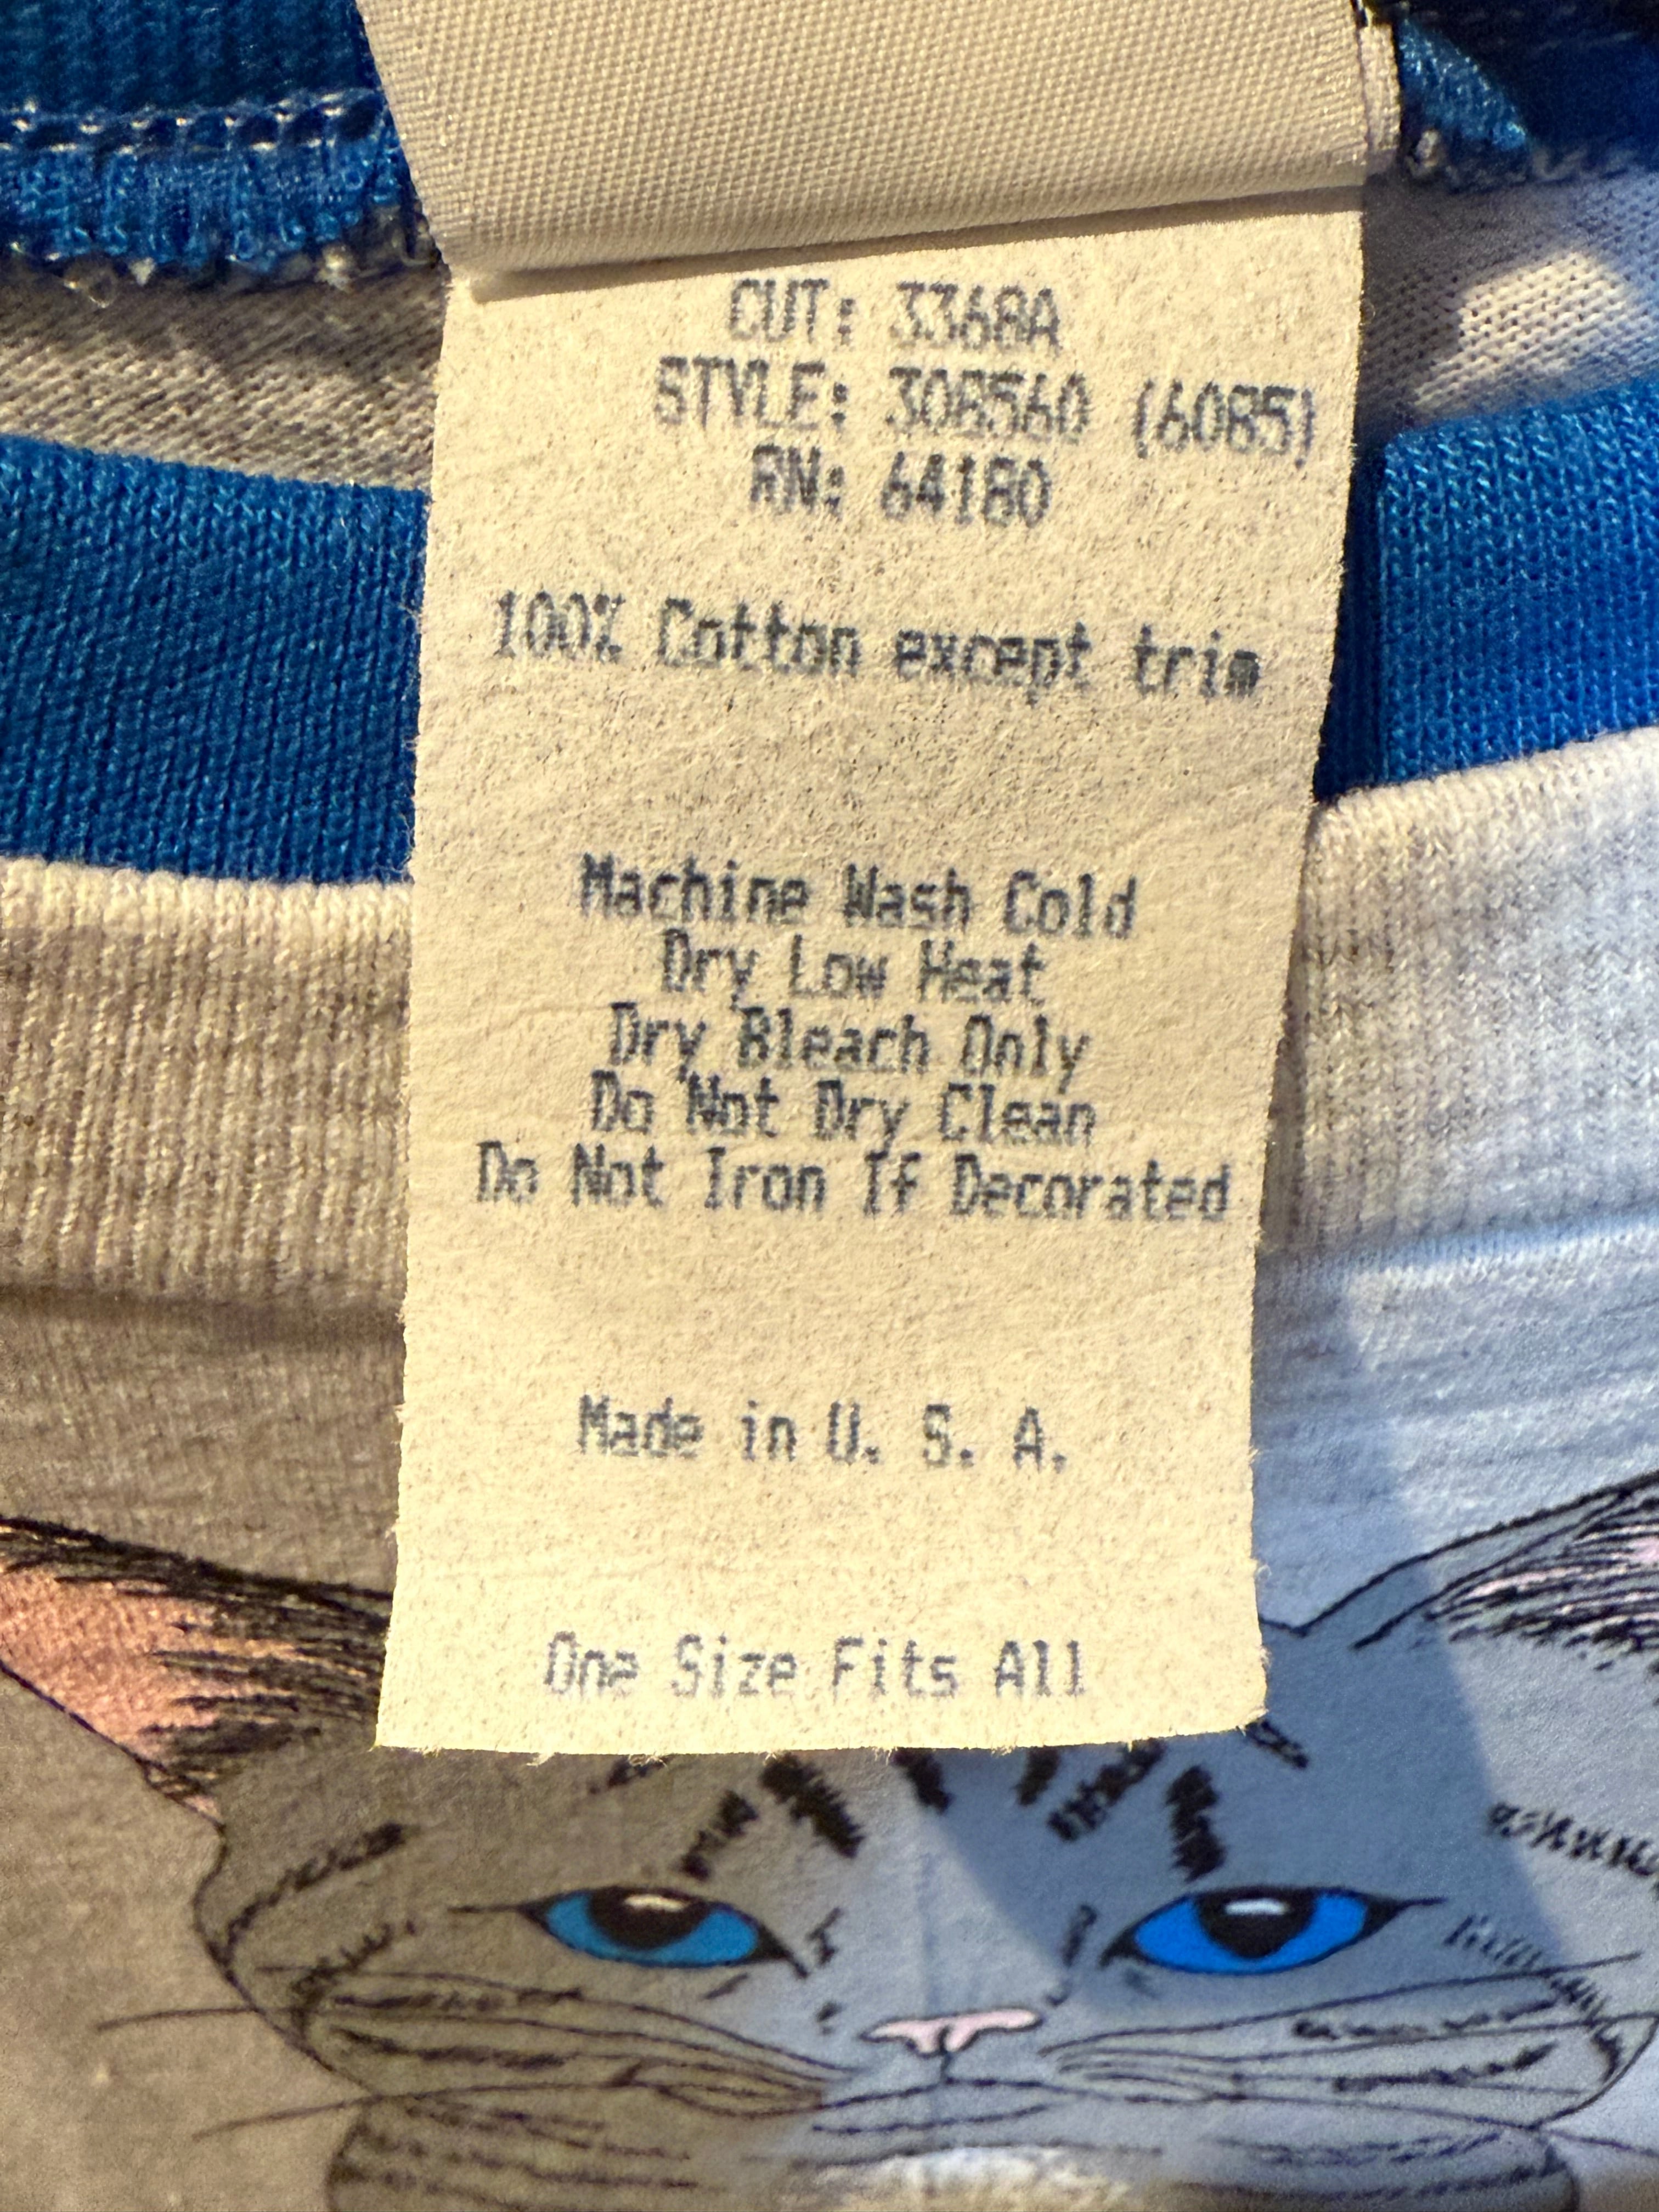 CUT: 3368A
STYLE: 308560 (6085)
RN: 64180
100% Cotton except trim
Machine Wash Cold
Dry Low Heat
Dry Bleach Only
Do Not Dry Clean
Do Not Iron If Decorated
Made in U. S. A.
One Size Fits All